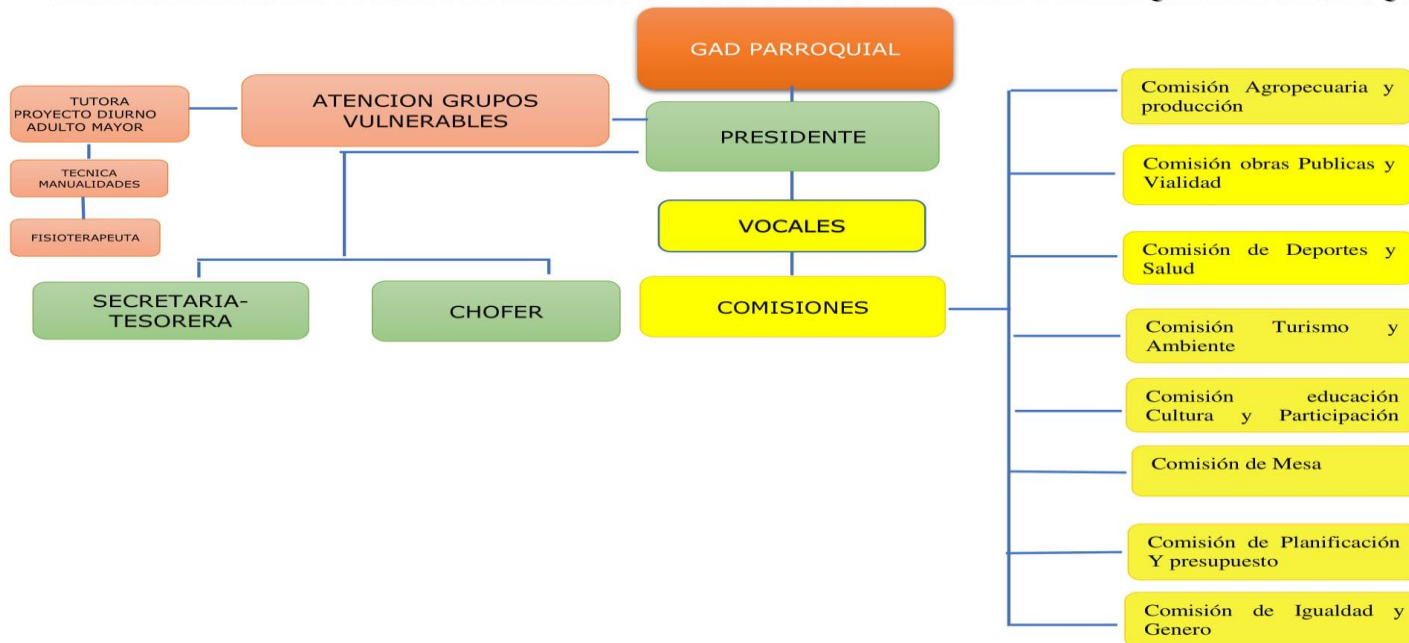 GAD PARROQUIAL
ATENCION GRUPOS
VULNERABLES
TUTORA
PROYECTO DIURNO
ADULTO MAYOR
TECNICA
MANUALIDADES
FISIOTERAPEUTA
PRESIDENTE
VOCALES
SECRETARIA-
TESORERA
CHOFER
COMISIONES
Comisión Agropecuaria y
producción
Comisión obras Publicas y
Vialidad
Comisión de Deportes y
Salud
Comisión Turismo y
Ambiente
Comisión educación
Cultura y Participación
Comisión de Mesa
Comisión de Planificación
Y presupuesto
Comisión de Igualdad y
Genero